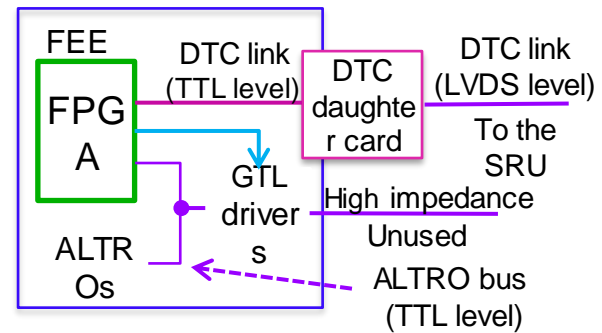 FEE
FPG
A
DTC link
(TTL level)
DTC
daughte
r card
DTC link
(LVDS level)
To the
SRU
GTL
driver
s
High impedance
Unused
ALTR
Os
ALTRO bus
(TTL level)